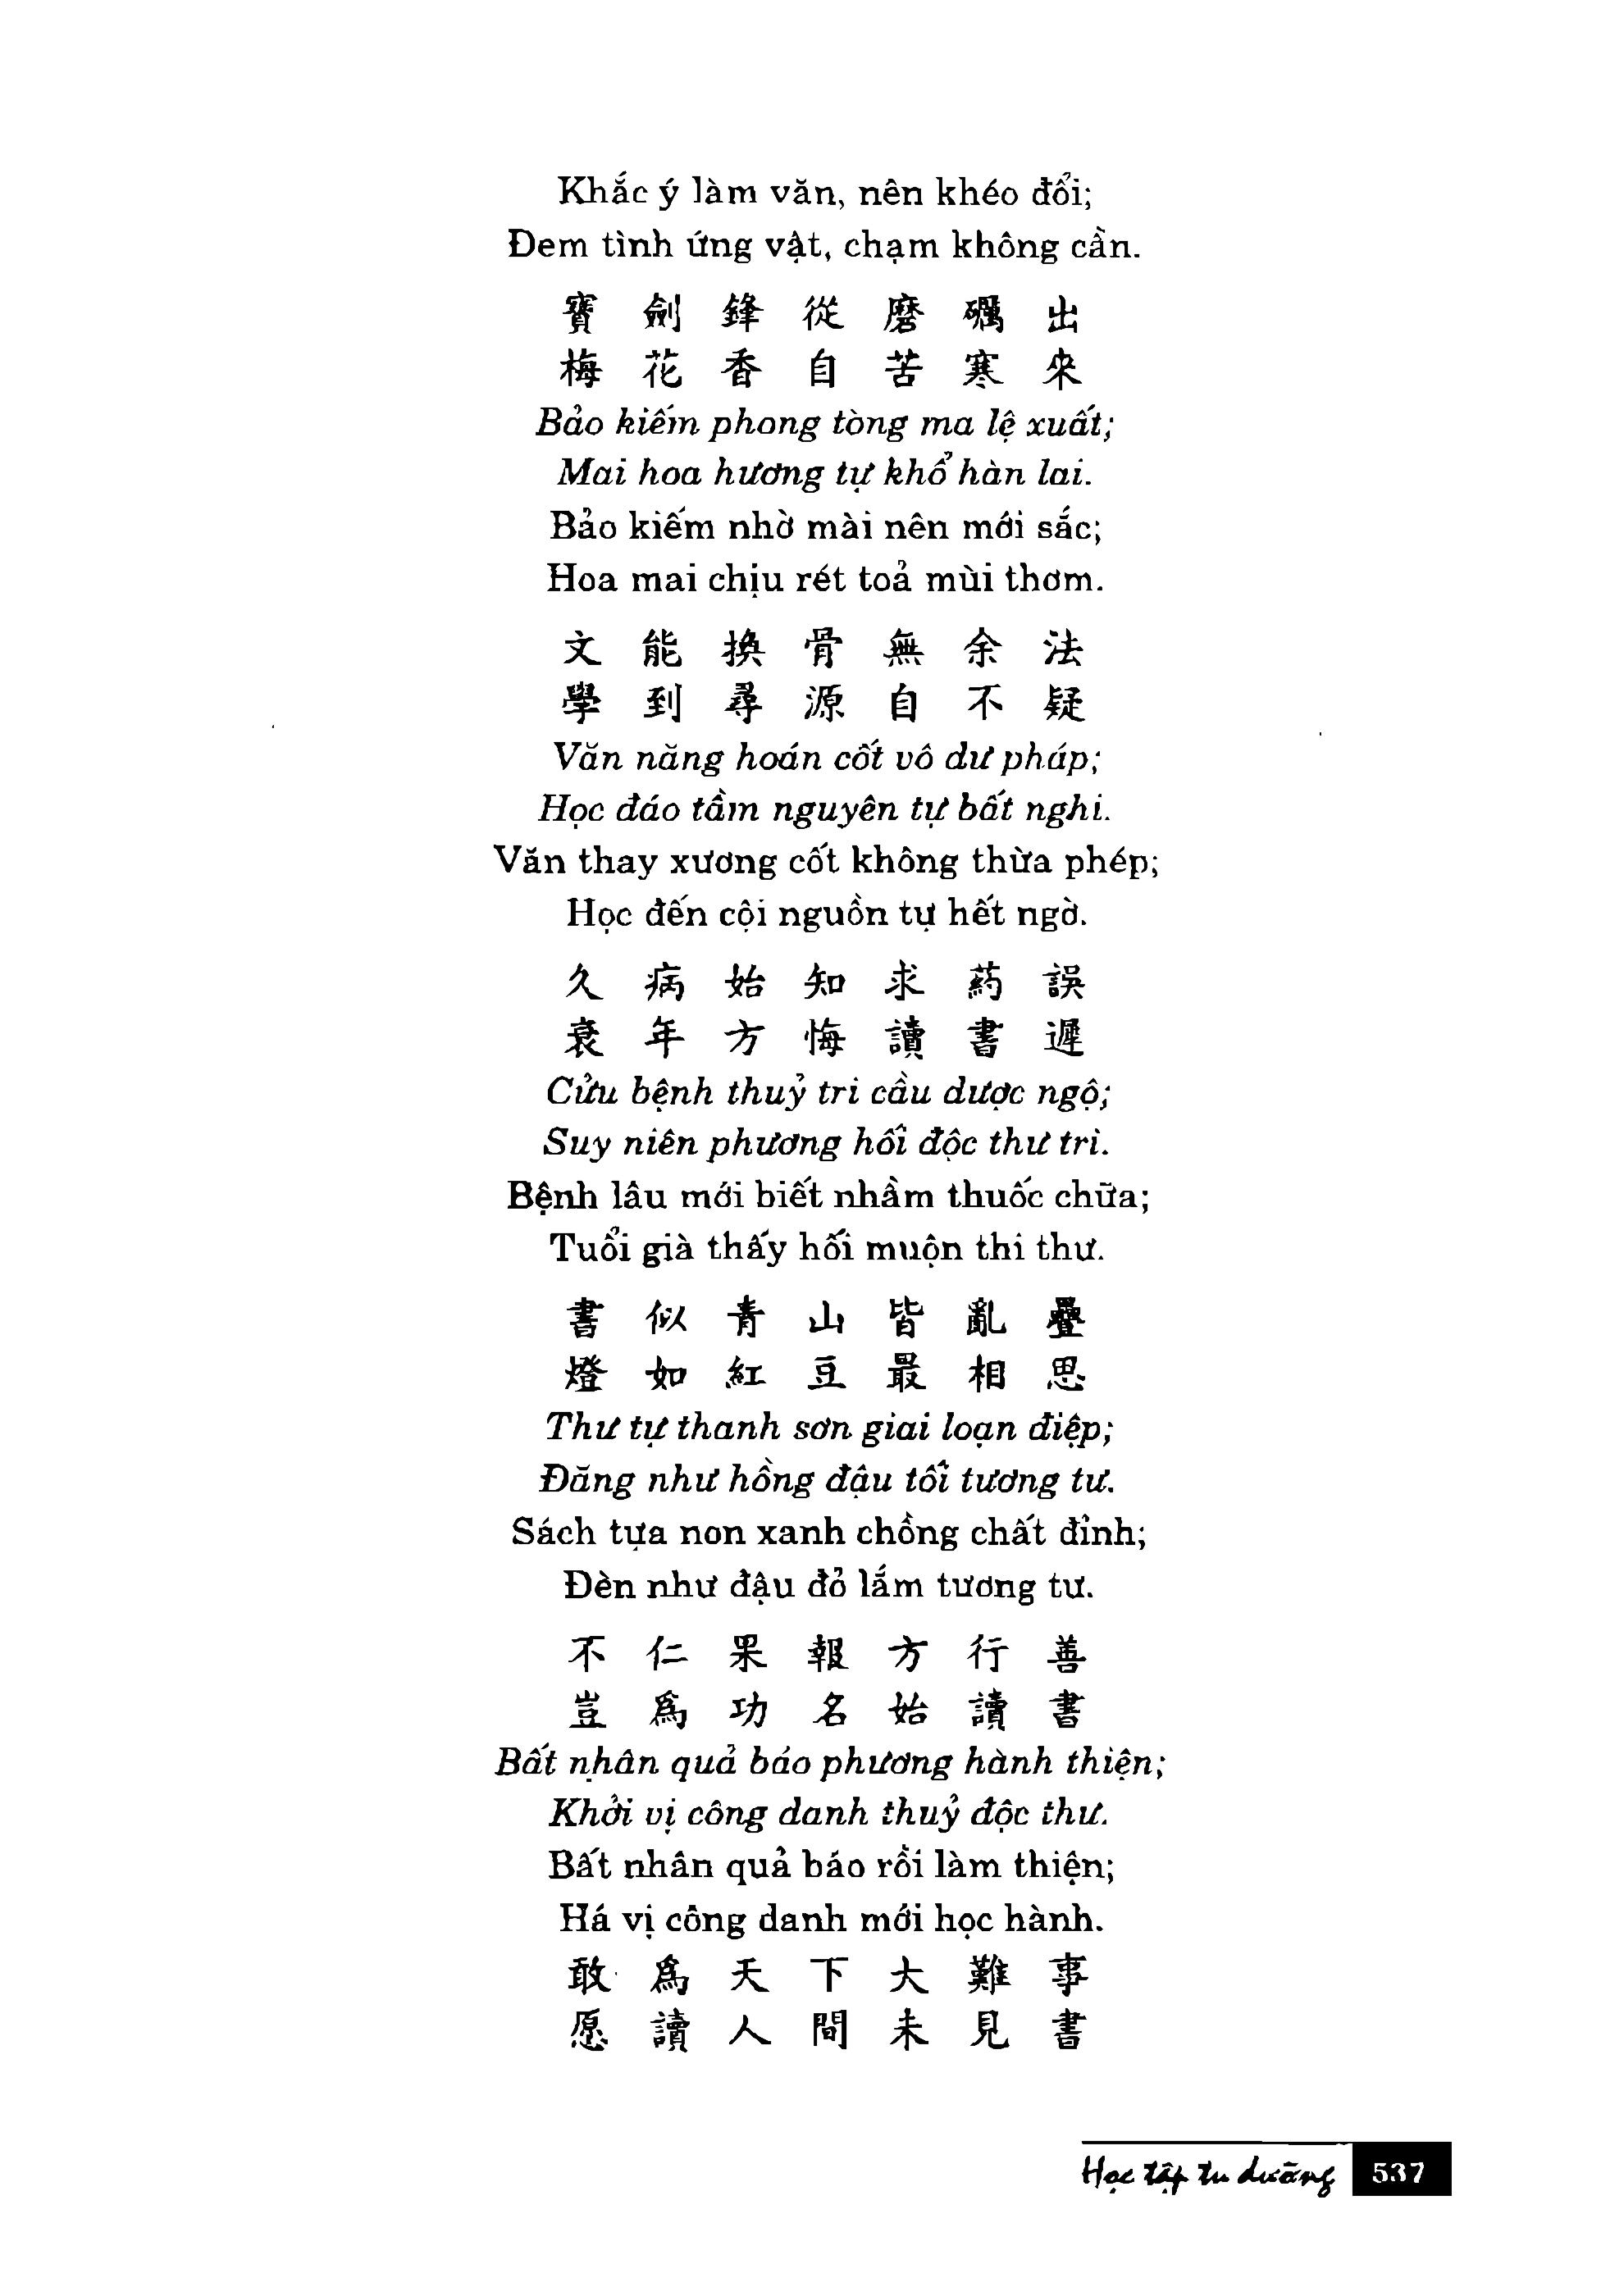 Khắc ý làm văn, nên khéo đổi;
Đem tình ứng vật, chạm không cần.
寳 劍 鋒 從 磨 礪 出
梅 花 香 自 苦 寒 來
Bảo kiếm phong tòng ma lệ xuất;
Mai hoa hương tự khổ hàn lai.
Bảo kiếm nhờ mài nên mới sắc;
Hoa mai chịu rét toả mùi thơm.
文 能 換 骨 無 余 法
學 到 尋 源 自 不 疑
Văn năng hoán cốt vô dư pháp;
Học đáo tầm nguyên tự bất nghi.
Văn thay xương cốt không thừa phép;
Học đến cội nguồn tự hết ngờ.
久 病 始 知 求 葯 誤
衰 年 方 悔 讀 書 遲
Cửu bệnh thuỷ tri cầu dược ngộ;
Suy niên phương hối độc thư trì.
Bệnh lâu mới biết nhầm thuốc chữa;
Tuổi già thấy hối muộn thi thư.
書 似 青 山 皆 亂 疊
燈 如 紅 豆 最 相 思
Thư tự thanh sơn giai loạn điệp;
Đăng như hồng đậu tối tương tư.
Sách tựa non xanh chồng chất đỉnh;
Đèn như đậu đỏ lắm tương tư.
不 仁 果 報 方 行 善
豈 爲 功 名 始 讀 書
Bất nhân quả báo phương hành thiện;
Khởi vị công danh thuỷ độc thư.
Bất nhân quả báo rồi làm thiện;
Há vị công danh mới học hành.
敢 爲 天 下 大 難 事
愿 讀 人 間 未 見 書
Học tập tu dưỡng 537